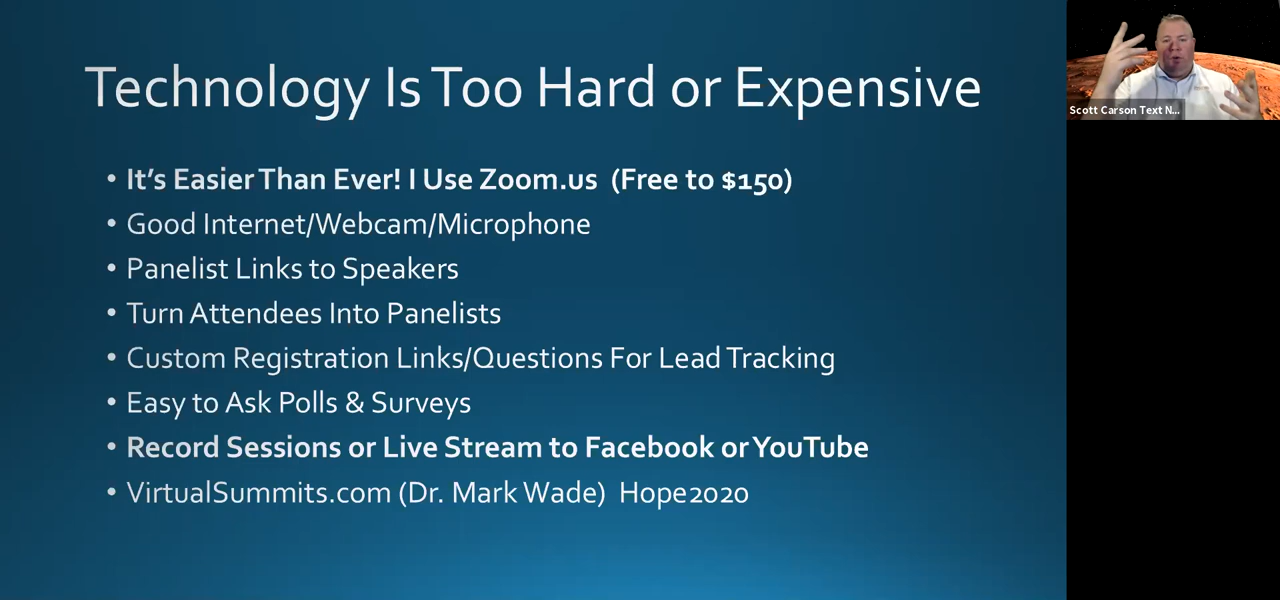 Technology Is Too Hard or Expensive
• It's Easier Than Ever! I Use Zoom.us (Free to $150)
• Good Internet/Webcam/Microphone
• Panelist Links to Speakers
• Turn Attendees Into Panelists
• Custom Registration Links/Questions For Lead Tracking
• Easy to Ask Polls & Surveys
• Record Sessions or Live Stream to Facebook or YouTube
• VirtualSummits.com (Dr. Mark Wade) Hope2020
Scott Carson Text N...